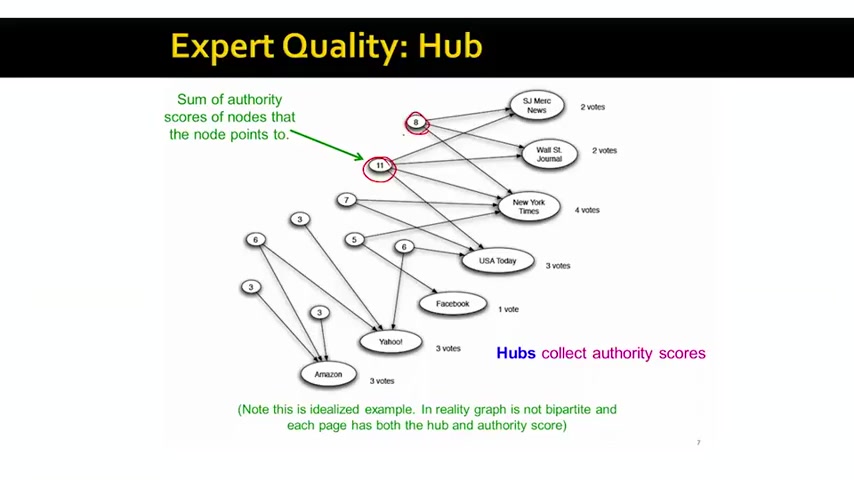 Expert Quality: Hub
Sum of authority
scores of nodes that
the node points to.
8
SJ Merc
News
2 votes
11
Wall St.
Journal
2 votes
7
New York
Times
4 votes
3
6
5
6
USA Today
3 votes
3
Facebook
1 vote
3
Yahoo!
3 votes
Hubs collect authority scores
Amazon
3 votes
(Note this is idealized example. In reality graph is not bipartite and
each page has both the hub and authority score)
7